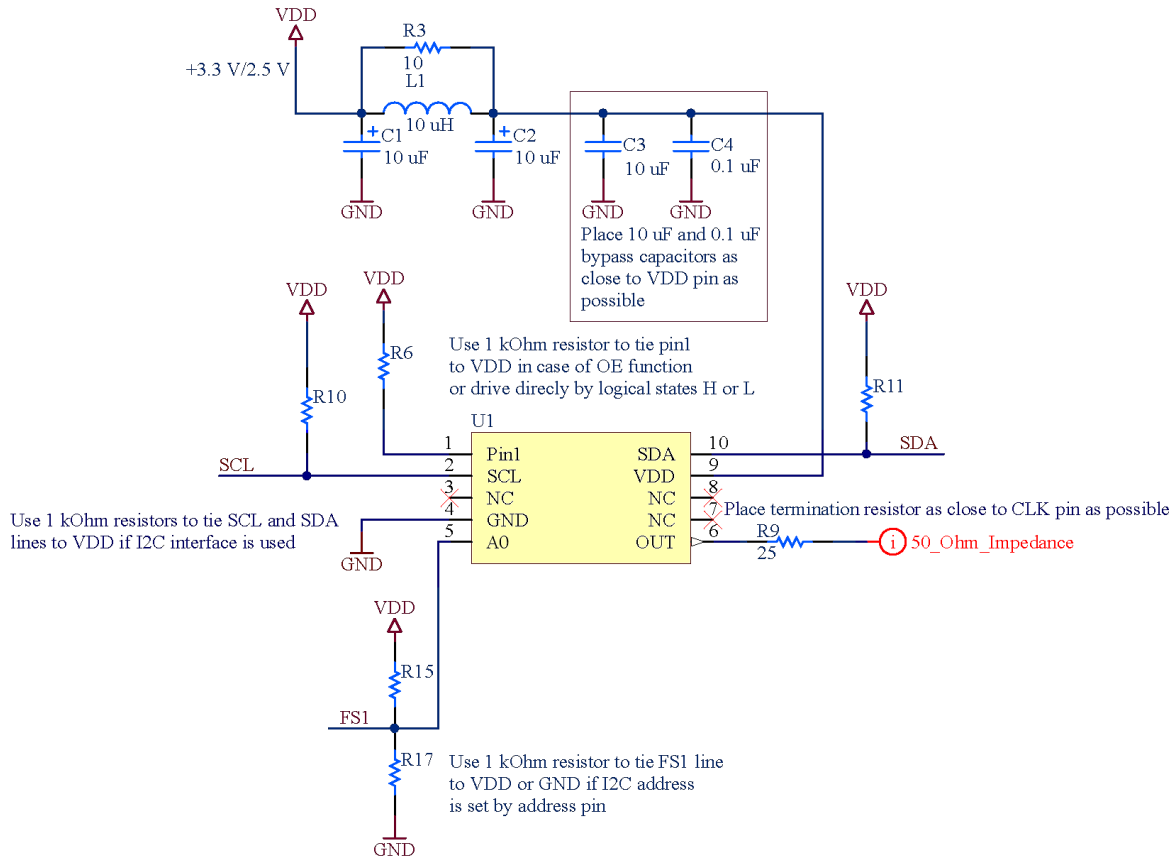 VDD
+3.3 V/2.5 V
R3
10
L1
10 uH
C1
10 uF
C2
10 uF
C3
10 uF
C4
0.1 uF
GND
GND
GND
GND
Place 10 uF and 0.1 uF
bypass capacitors as
close to VDD pin as
possible
VDD
VDD
VDD
R6
R10
R11
Use 1 kOhm resistor to tie pin1
to VDD in case of OE function
or drive direcly by logical states H or L
U1
SCL
SDA
1
2
3
4
5
Pin1
SCL
NC
GND
A0
SDA
VDD
NC
NC
OUT
10
9
8
7
6
Use 1 kOhm resistors to tie SCL and SDA
lines to VDD if I2C interface is used
GND
Place termination resistor as close to CLK pin as possible
R9
25
i
50_Ohm_Impedance
VDD
R15
FS1
R17
GND
Use 1 kOhm resistor to tie FS1 line
to VDD or GND if I2C address
is set by address pin